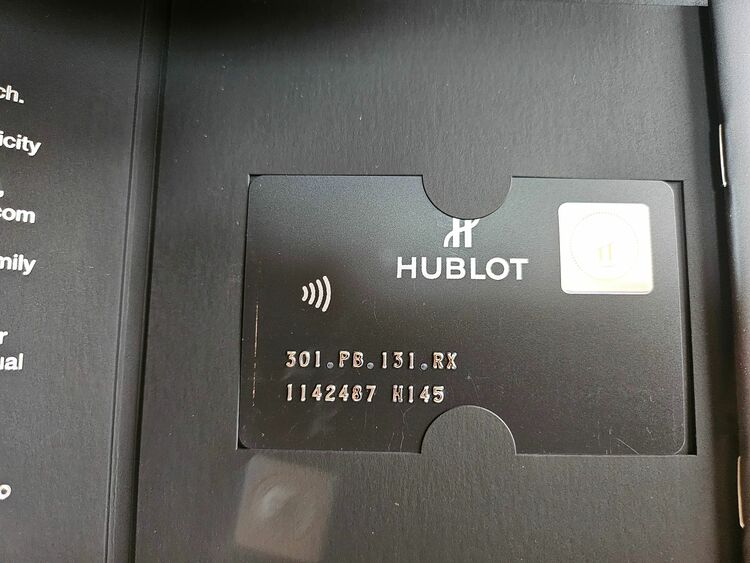 ch.
icity
,
com
mily
r
ual
o
HUBLOT
301.PB.131.RX
1142487 H145